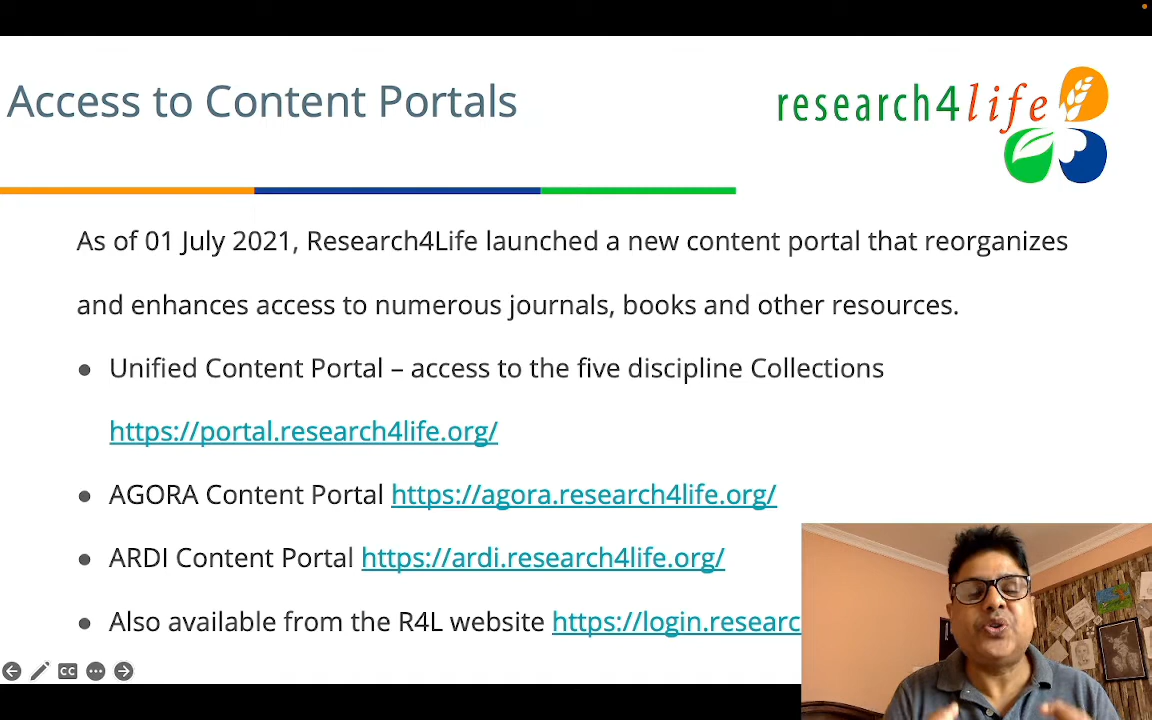 Access to Content Portals
research4life
As of 01 July 2021, Research4Life launched a new content portal that reorganizes
and enhances access to numerous journals, books and other resources.
● Unified Content Portal – access to the five discipline Collections
https://portal.research4life.org/
● AGORA Content Portal https://agora.research4life.org/
● ARDI Content Portal https://ardi.research4life.org/
● Also available from the R4L website https://login.researc
CC